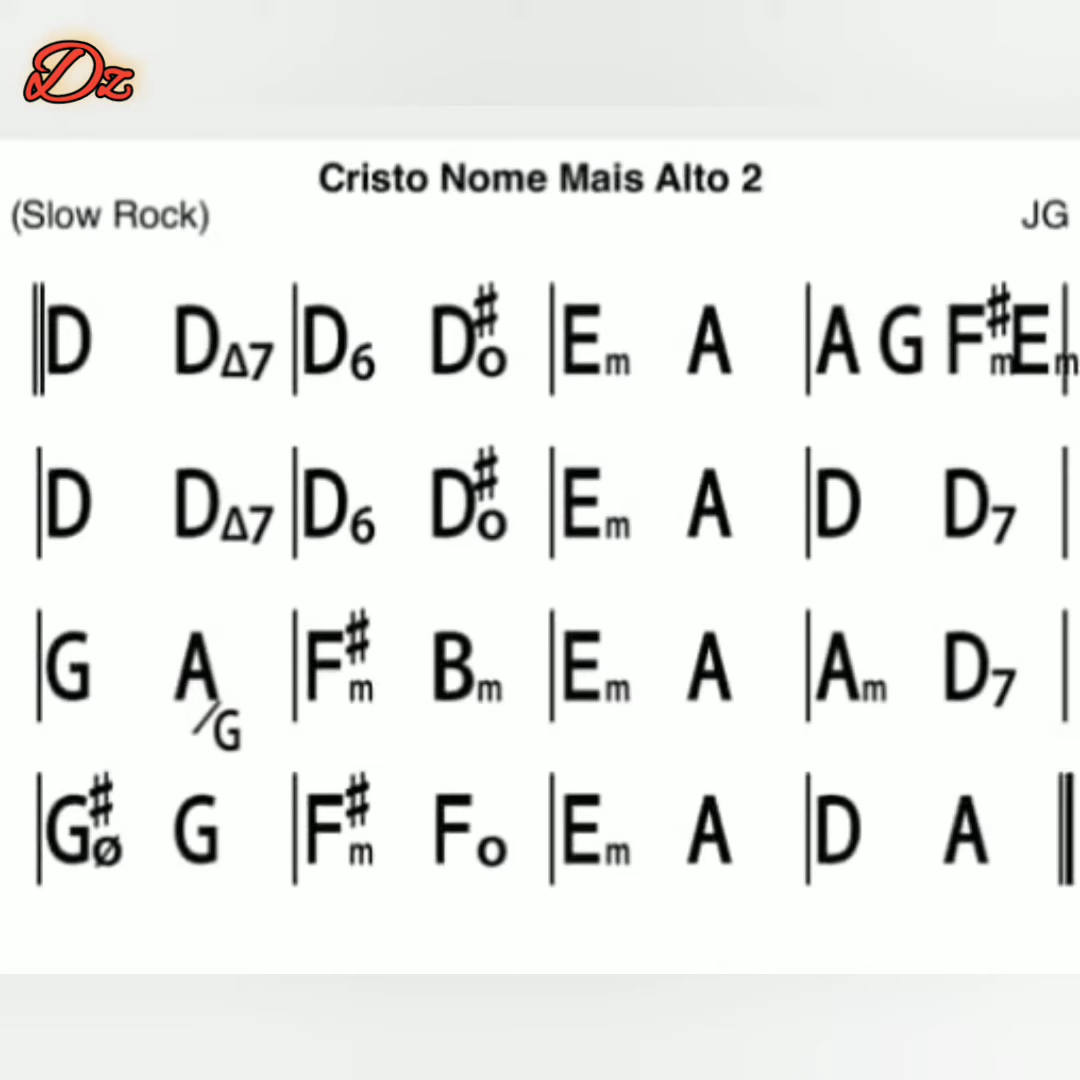 Dz
Cristo Nome Mais Alto 2
(Slow Rock) JG
D DΔ7 | D6 D#o | Em A | A G F#m Em
D DΔ7 | D6 D#o | Em A | D D7
G A/G | F#m Bm | Em A | Am D7
G#ø G | F#m Fo | Em A | D A